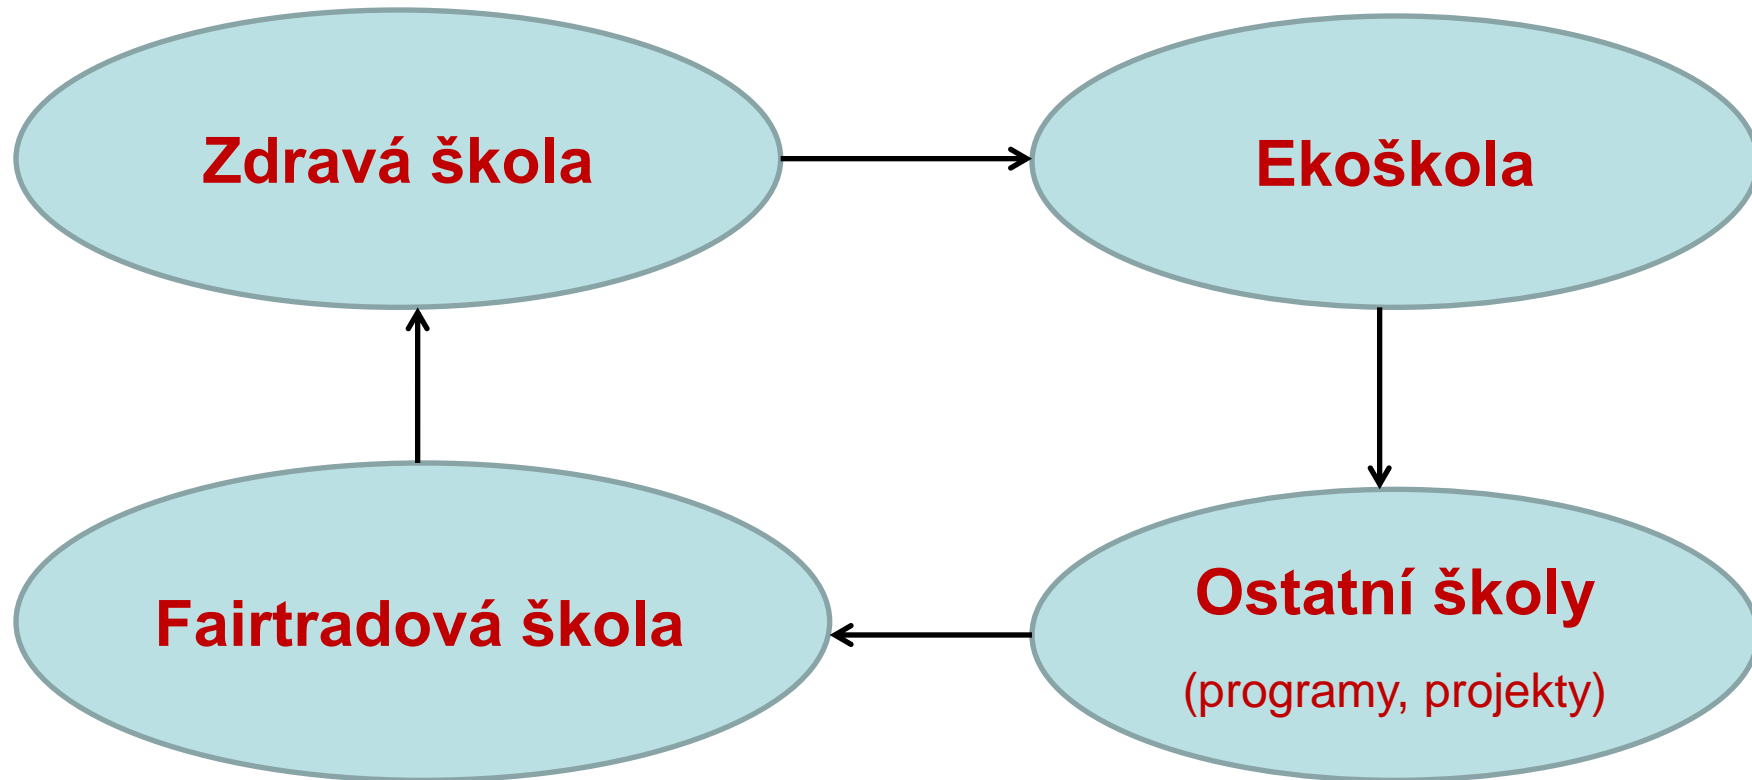 Zdravá škola
Ekoškola
Fairtradová škola
Ostatní školy
(programy, projekty)